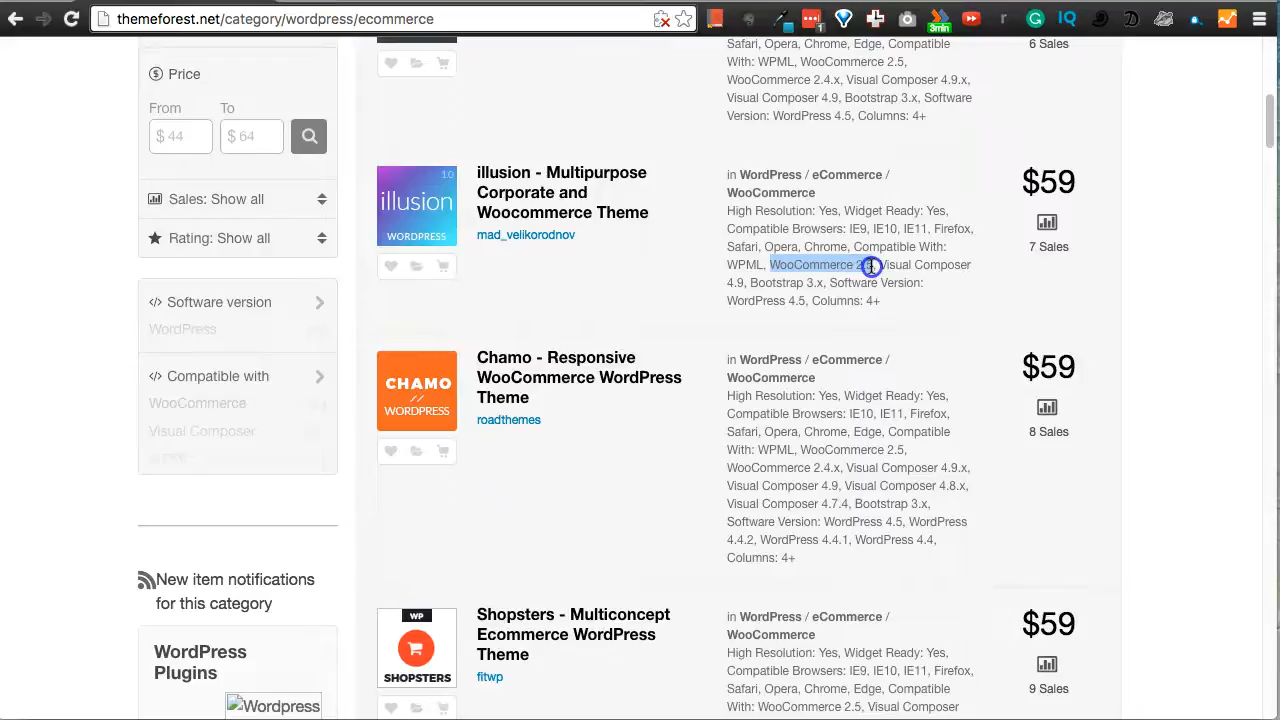 themeforest.net/category/wordpress/ecommerce
1
3min
r
IQ
Price
From
To
$ 44
$ 64
Sales: Show all
Rating: Show all
</> Software version
WordPress
</> Compatible with
WooCommerce
Visual Composer
New item notifications
for this category
WordPress
Plugins
Wordpress
Safari, Opera, Chrome, Edge, Compatible
With: WPML, WooCommerce 2.5,
WooCommerce 2.4.x, Visual Composer 4.9.x,
Visual Composer 4.9, Bootstrap 3.x, Software
Version: WordPress 4.5, Columns: 4+
6 Sales
1.0
illusion
WORDPRESS
illusion - Multipurpose
Corporate and
Woocommerce Theme
mad_velikorodnov
in WordPress / eCommerce /
WooCommerce
High Resolution: Yes, Widget Ready: Yes,
Compatible Browsers: IE9, IE10, IE11, Firefox,
Safari, Opera, Chrome, Compatible With:
WPML, WooCommerce Visual Composer
4.9, Bootstrap 3.x, Software Version:
WordPress 4.5, Columns: 4+
$59
7 Sales
CHAMO
//
WORDPRESS
Chamo - Responsive
WooCommerce WordPress
Theme
roadthemes
in WordPress / eCommerce /
WooCommerce
High Resolution: Yes, Widget Ready: Yes,
Compatible Browsers: IE10, IE11, Firefox,
Safari, Opera, Chrome, Edge, Compatible
With: WPML, WooCommerce 2.5,
WooCommerce 2.4.x, Visual Composer 4.9.x,
Visual Composer 4.9, Visual Composer 4.8.x,
Visual Composer 4.7.4, Bootstrap 3.x,
Software Version: WordPress 4.5, WordPress
4.4.2, WordPress 4.4.1, WordPress 4.4,
Columns: 4+
$59
8 Sales
WP
SHOPSTERS
Shopsters - Multiconcept
Ecommerce WordPress
Theme
fitwp
in WordPress / eCommerce /
WooCommerce
High Resolution: Yes, Widget Ready: Yes,
Compatible Browsers: IE9, IE10, IE11, Firefox,
Safari, Opera, Chrome, Edge, Compatible
With: WooCommerce 2.5, Visual Composer
$59
9 Sales